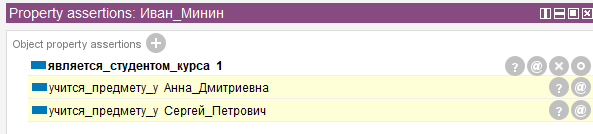 Property assertions: Иван_Минин
Object property assertions
является_студентом_курса 1
учится_предмету_у Анна_Дмитриевна
учится_предмету_у Сергей_Петрович